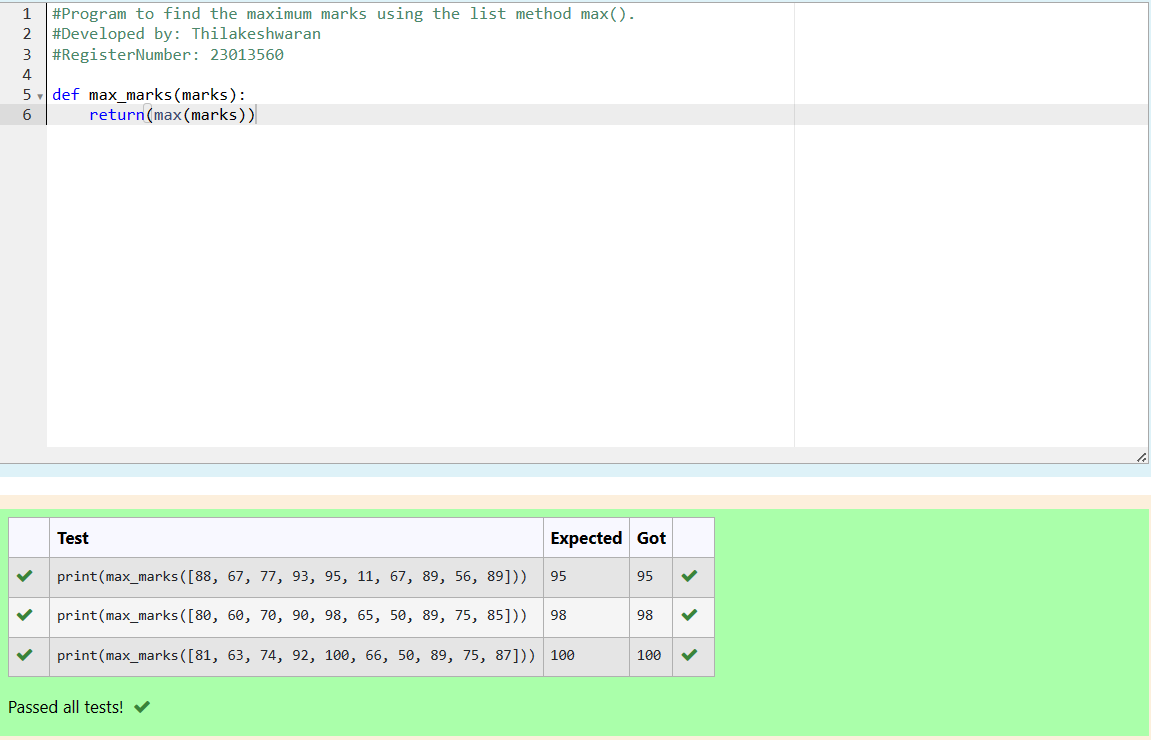 1 #Program to find the maximum marks using the list method max().
2 #Developed by: Thilakeshwaran
3 #RegisterNumber: 23013560
4
5 def max_marks(marks):
6     return(max(marks))
Test Expected Got
print(max_marks([88, 67, 77, 93, 95, 11, 67, 89, 56, 89])) 95 95
print(max_marks([80, 60, 70, 90, 98, 65, 50, 89, 75, 85])) 98 98
print(max_marks([81, 63, 74, 92, 100, 66, 50, 89, 75, 87])) 100 100
Passed all tests!